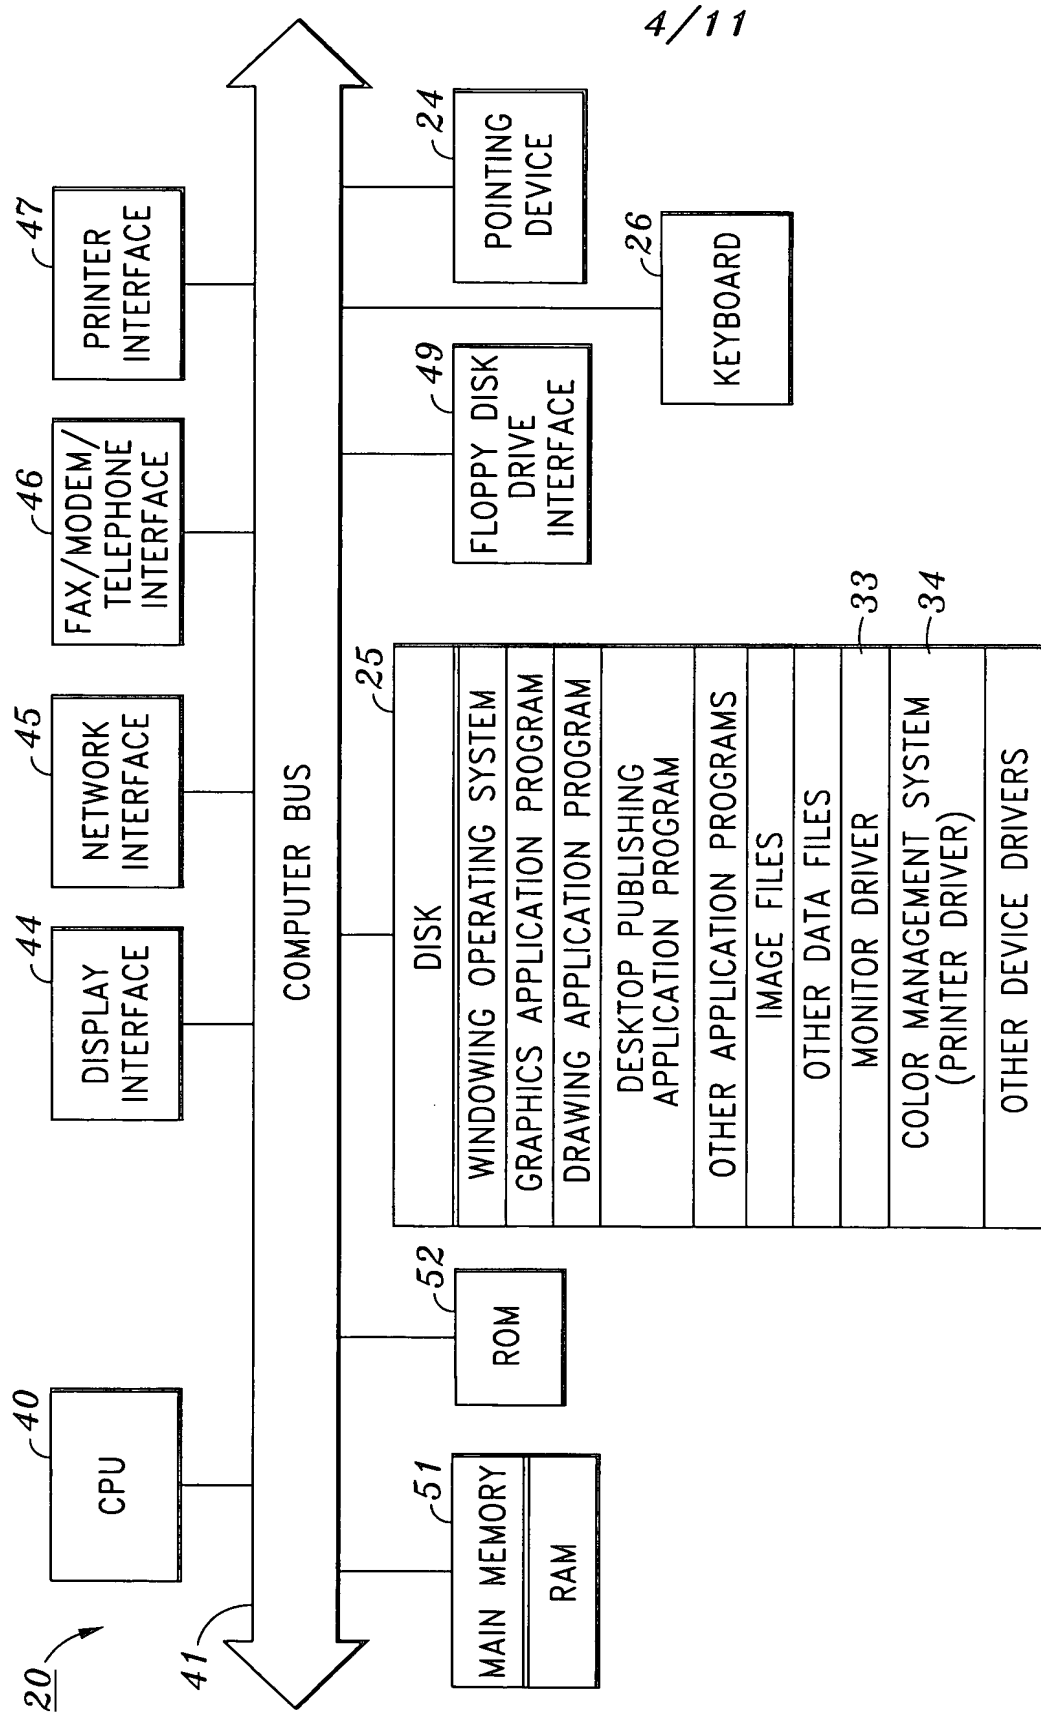 4/11
20
40
CPU
44
DISPLAY
INTERFACE
45
NETWORK
INTERFACE
46
FAX/MODEM/
TELEPHONE
INTERFACE
47
PRINTER
INTERFACE
41
COMPUTER BUS
51
MAIN MEMORY
RAM
52
ROM
25
DISK
WINDOWING OPERATING SYSTEM
GRAPHICS APPLICATION PROGRAM
DRAWING APPLICATION PROGRAM
DESKTOP PUBLISHING
APPLICATION PROGRAM
OTHER APPLICATION PROGRAMS
IMAGE FILES
OTHER DATA FILES
MONITOR DRIVER
33
COLOR MANAGEMENT SYSTEM
(PRINTER DRIVER)
34
OTHER DEVICE DRIVERS
49
FLOPPY DISK
DRIVE
INTERFACE
24
POINTING
DEVICE
26
KEYBOARD